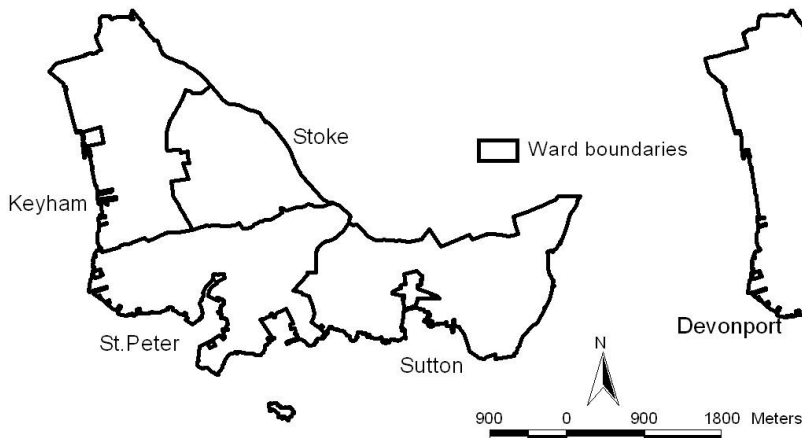 Stoke
Ward boundaries
Keyham
Devonport
St.Peter
Sutton
N
900 0 900 1800 Meters